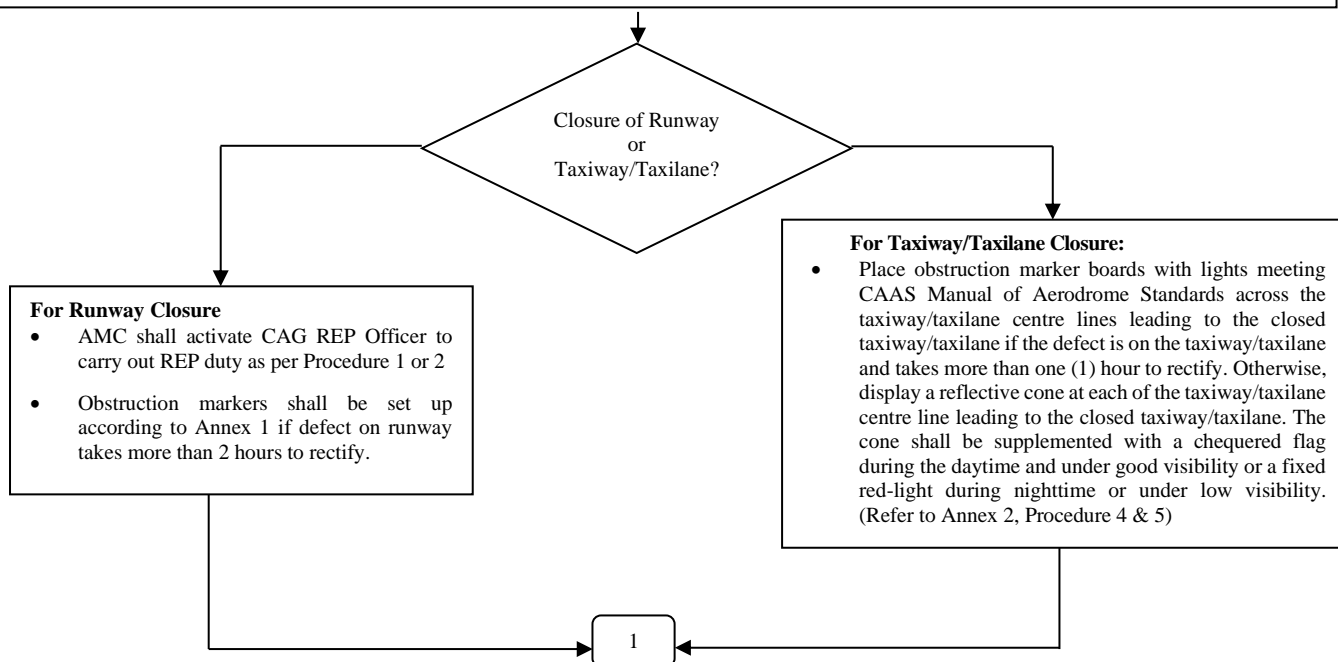 Closure of Runway
or
Taxiway/Taxilane?
For Runway Closure
• AMC shall activate CAG REP Officer to
carry out REP duty as per Procedure 1 or 2
• Obstruction markers shall be set up
according to Annex 1 if defect on runway
takes more than 2 hours to rectify.
For Taxiway/Taxilane Closure:
• Place obstruction marker boards with lights meeting
CAAS Manual of Aerodrome Standards across the
taxiway/taxilane centre lines leading to the closed
taxiway/taxilane if the defect is on the taxiway/taxilane
and takes more than one (1) hour to rectify. Otherwise,
display a reflective cone at each of the taxiway/taxilane
centre line leading to the closed taxiway/taxilane. The
cone shall be supplemented with a chequered flag
during the daytime and under good visibility or a fixed
red-light during nighttime or under low visibility.
(Refer to Annex 2, Procedure 4 & 5)
1